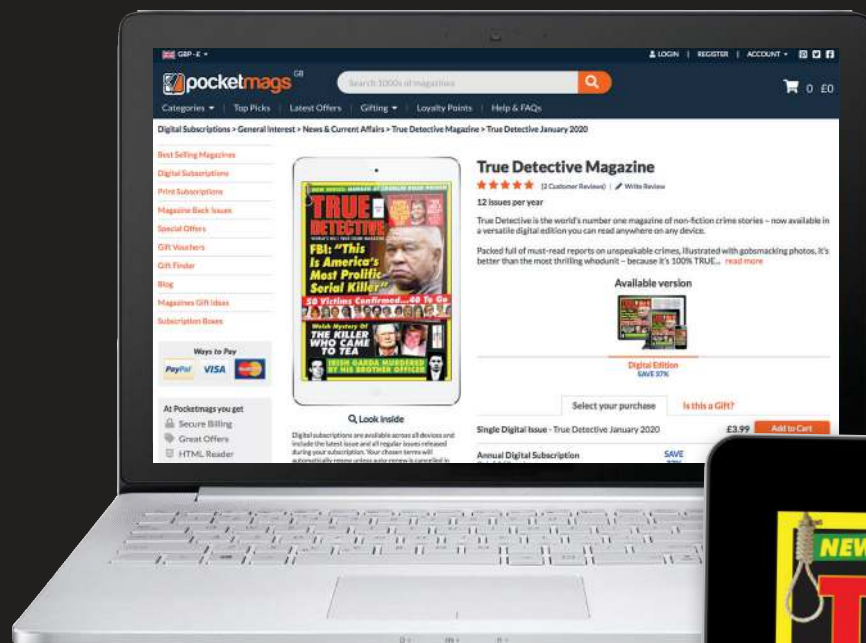 GBP - £
LOGIN | REGISTER | ACCOUNT
pocketmags GB
Search 1000s of magazines
0 £0
Categories | Top Picks | Latest Offers | Gifting | Loyalty Points | Help & FAQs
Digital Subscriptions > General Interest > News & Current Affairs > True Detective Magazine > True Detective January 2020
Best Selling Magazines
Digital Subscriptions
Print Subscriptions
Magazine Back Issues
Special Offers
Gift Vouchers
Gift Finder
Blog
Magazines Gift Ideas
Subscription Boxes
Ways to Pay
PayPal VISA
At Pocketmags you get
Secure Billing
Great Offers
HTML Reader
TRUE
DETECTIVE
FBI: "This
Is America's
Most Prolific
Serial Killer"
50 Victims Confirmed...40 To Go
Welsh Mystery Of
THE KILLER
WHO CAME
TO TEA
IRISH GARDA MURDERED
BY HIS BROTHER OFFICER
Look inside
Digital subscriptions are available across all devices and
include the latest issue and all regular issues released
during your subscription. Your chosen terms will
automatically renew unless auto-renew is cancelled in
True Detective Magazine
(2 Customer Reviews) | Write Review
12 issues per year
True Detective is the world's number one magazine of non-fiction crime stories – now available in
a versatile digital edition you can read anywhere on any device.
Packed full of must-read reports on unspeakable crimes, illustrated with gobsmacking photos, it's
better than the most thrilling whodunit – because it's 100% TRUE... read more
Available version
Digital Edition
SAVE 37%
Select your purchase Is this a Gift?
Single Digital Issue - True Detective January 2020 £3.99 Add to Cart
Annual Digital Subscription SAVE
NEW